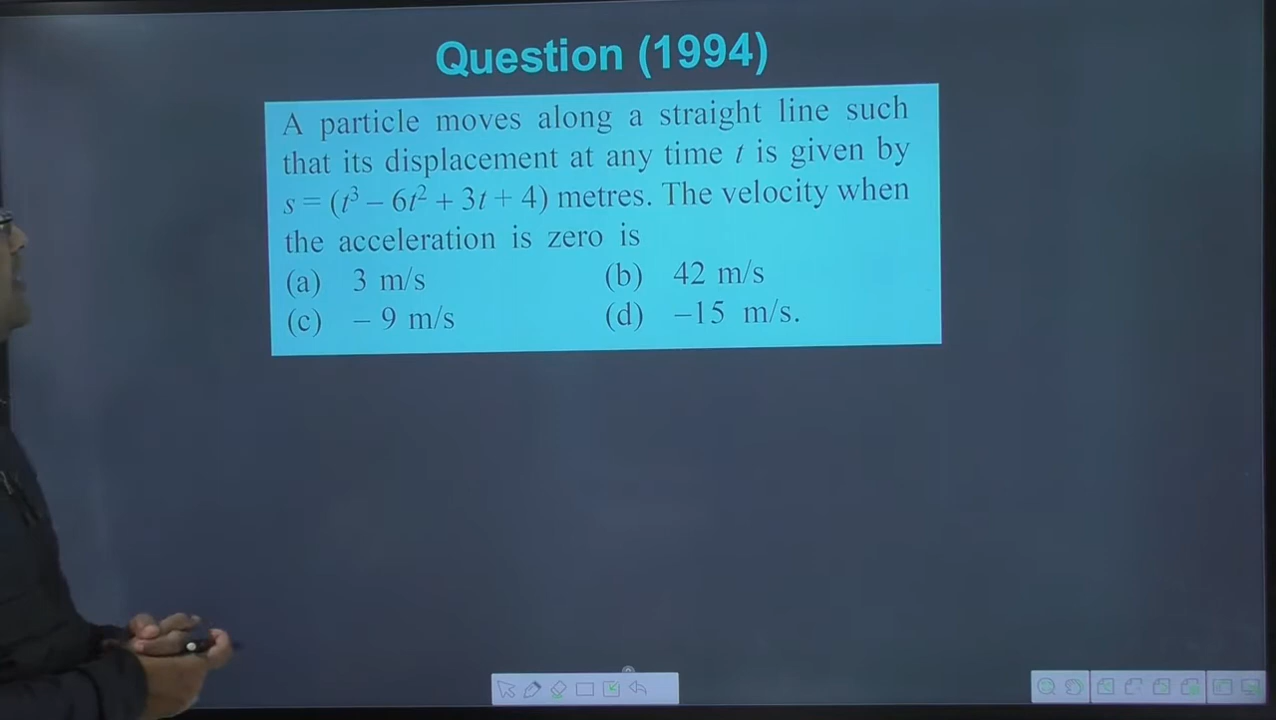 Question (1994)
A particle moves along a straight line such
that its displacement at any time t is given by
s = (t³ – 6t² + 3t + 4) metres. The velocity when
the acceleration is zero is
(a) 3 m/s (b) 42 m/s
(c) – 9 m/s (d) –15 m/s.